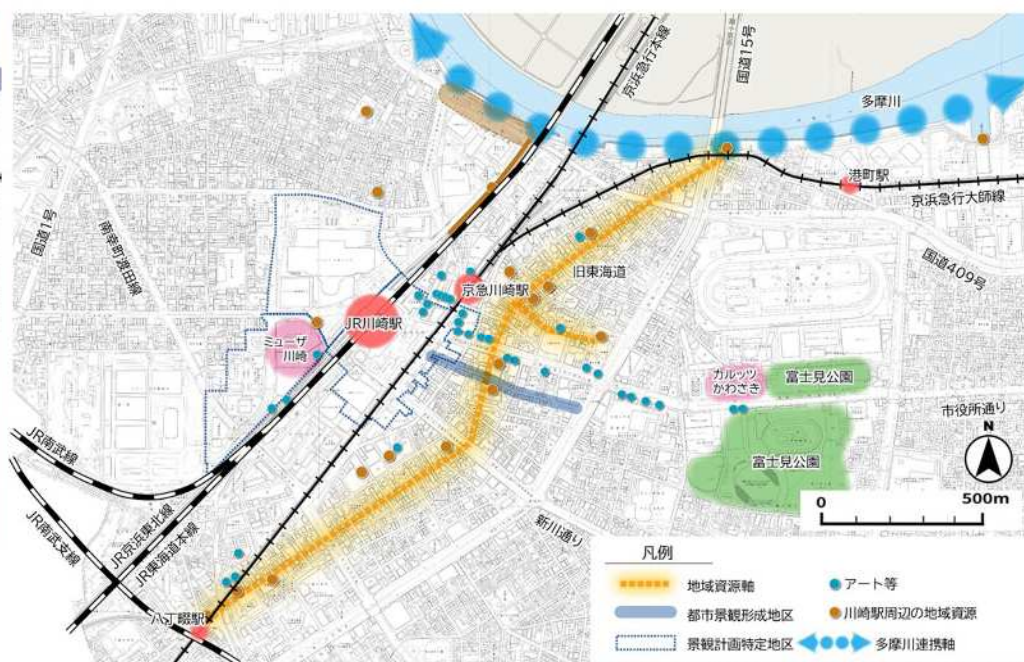 国道15号
京浜急行本線
多摩川
港町駅
京浜急行大師線
国道1号
南幸町渡田線
国道409号
旧東海道
京急川崎駅
JR川崎駅
ミューザ
川崎
カルッツ
かわさき
富士見公園
市役所通り
富士見公園
N
0
500m
JR南武線
JR南武支線
JR京浜東北線
JR東海道本線
新川通り
八丁畷駅
凡例
地域資源軸
アート等
都市景観形成地区
川崎駅周辺の地域資源
景観計画特定地区
多摩川連携軸